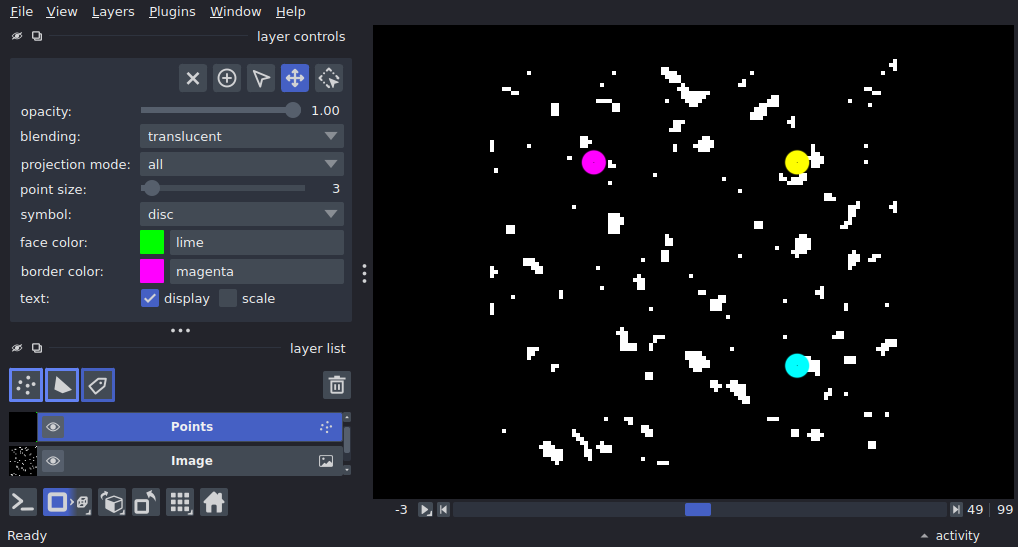 File View Layers Plugins Window Help
layer controls
opacity: 1.00
blending: translucent
projection mode: all
point size: 3
symbol: disc
face color: lime
border color: magenta
text: display scale
layer list
Points
Image
-3 49 99
Ready activity